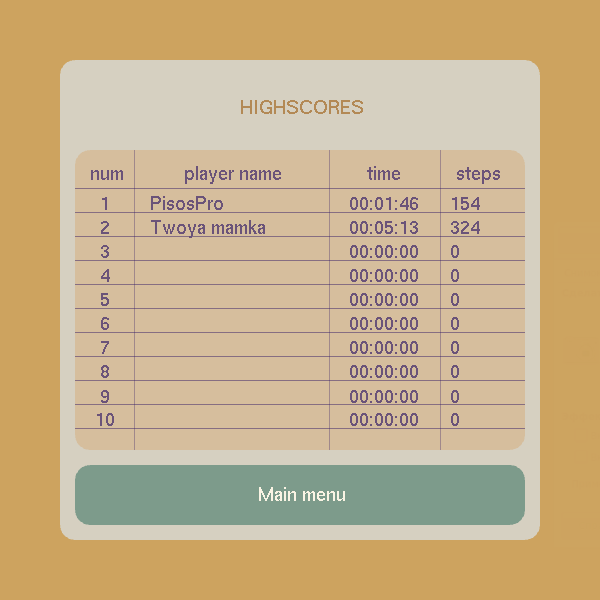 HIGHSCORES
num player name time steps
1 PisosPro 00:01:46 154
2 Twoya mamka 00:05:13 324
3 00:00:00 0
4 00:00:00 0
5 00:00:00 0
6 00:00:00 0
7 00:00:00 0
8 00:00:00 0
9 00:00:00 0
10 00:00:00 0
Main menu